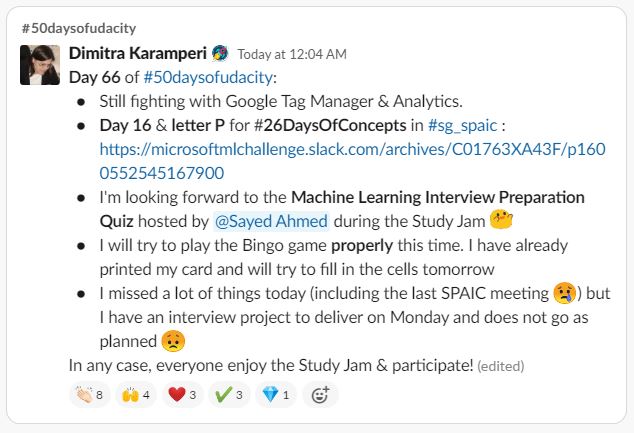 #50daysofudacity
Dimitra Karamperi Today at 12:04 AM
Day 66 of #50daysofudacity:
• Still fighting with Google Tag Manager & Analytics.
• Day 16 & letter P for #26DaysOfConcepts in #sg_spaic :
https://microsoftmlchallenge.slack.com/archives/C01763XA43F/p160
0552545167900
• I'm looking forward to the Machine Learning Interview Preparation
Quiz hosted by @Sayed Ahmed during the Study Jam 🤗
• I will try to play the Bingo game properly this time. I have already
printed my card and will try to fill in the cells tomorrow
• I missed a lot of things today (including the last SPAIC meeting 😢) but
I have an interview project to deliver on Monday and does not go as
planned 😟
In any case, everyone enjoy the Study Jam & participate! (edited)
👏🏻 8 🙌 4 ❤️ 3 ✔️ 3 💎 1